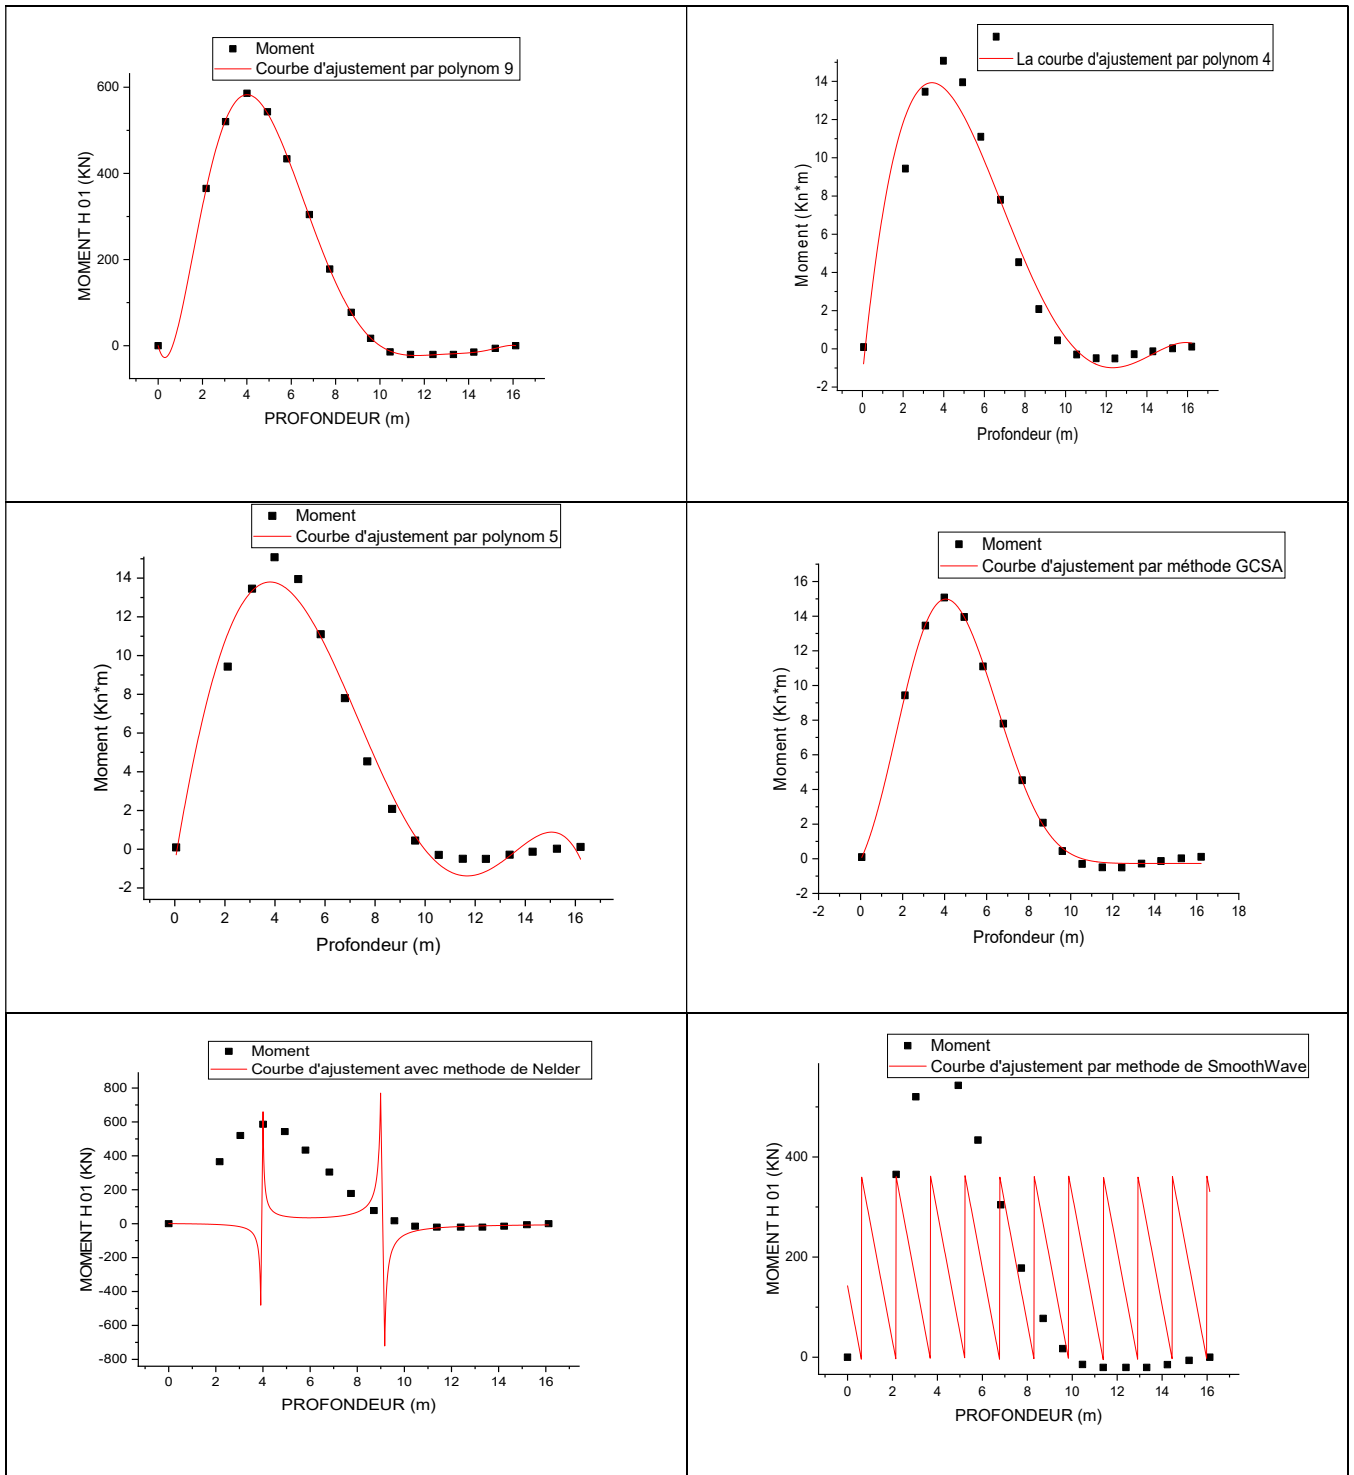 Moment
Courbe d'ajustement par polynom 9
600
400
200
0
MOMENT H 01 (KN)
0 2 4 6 8 10 12 14 16
PROFONDEUR (m)
La courbe d'ajustement par polynom 4
14
12
10
8
6
4
2
0
-2
Moment (Kn*m)
0 2 4 6 8 10 12 14 16
Profondeur (m)
Moment
Courbe d'ajustement par polynom 5
14
12
10
8
6
4
2
0
-2
Moment (Kn*m)
0 2 4 6 8 10 12 14 16
Profondeur (m)
Moment
Courbe d'ajustement par méthode GCSA
16
14
12
10
8
6
4
2
0
-2
Moment (Kn*m)
-2 0 2 4 6 8 10 12 14 16 18
Profondeur (m)
Moment
Courbe d'ajustement avec methode de Nelder
800
600
400
200
0
-200
-400
-600
-800
MOMENT H 01 (KN)
0 2 4 6 8 10 12 14 16
PROFONDEUR (m)
Moment
Courbe d'ajustement par methode de SmoothWave
400
200
0
MOMENT H 01 (KN)
0 2 4 6 8 10 12 14 16
PROFONDEUR (m)